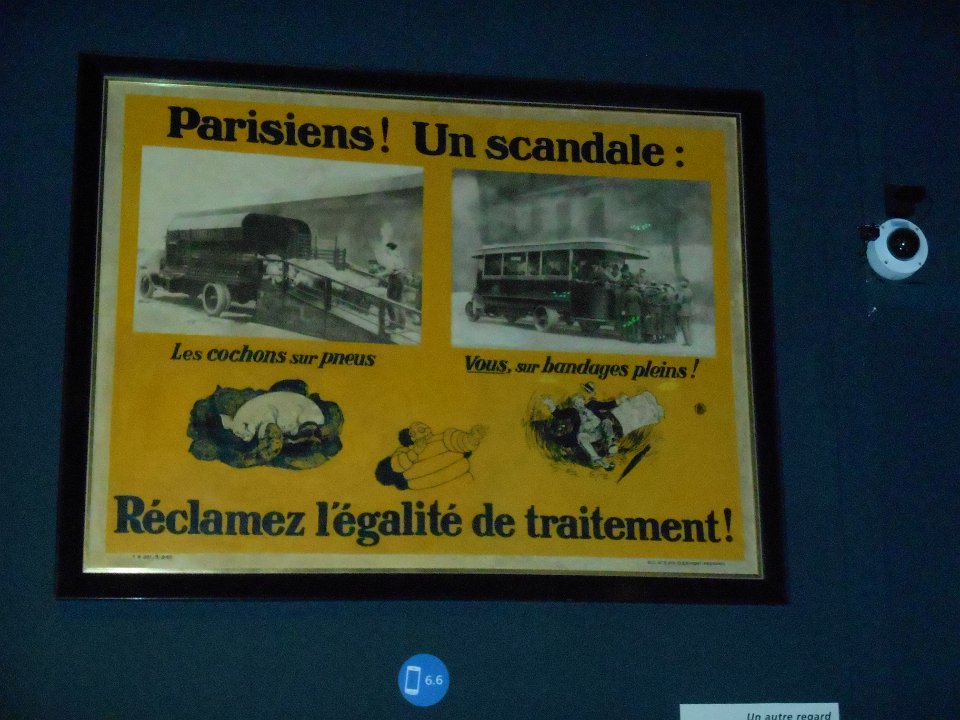 Parisiens! Un scandale :
Les cochons sur pneus
Vous, sur bandages pleins!
Réclamez l'égalité de traitement!
6.6
Un autre regard